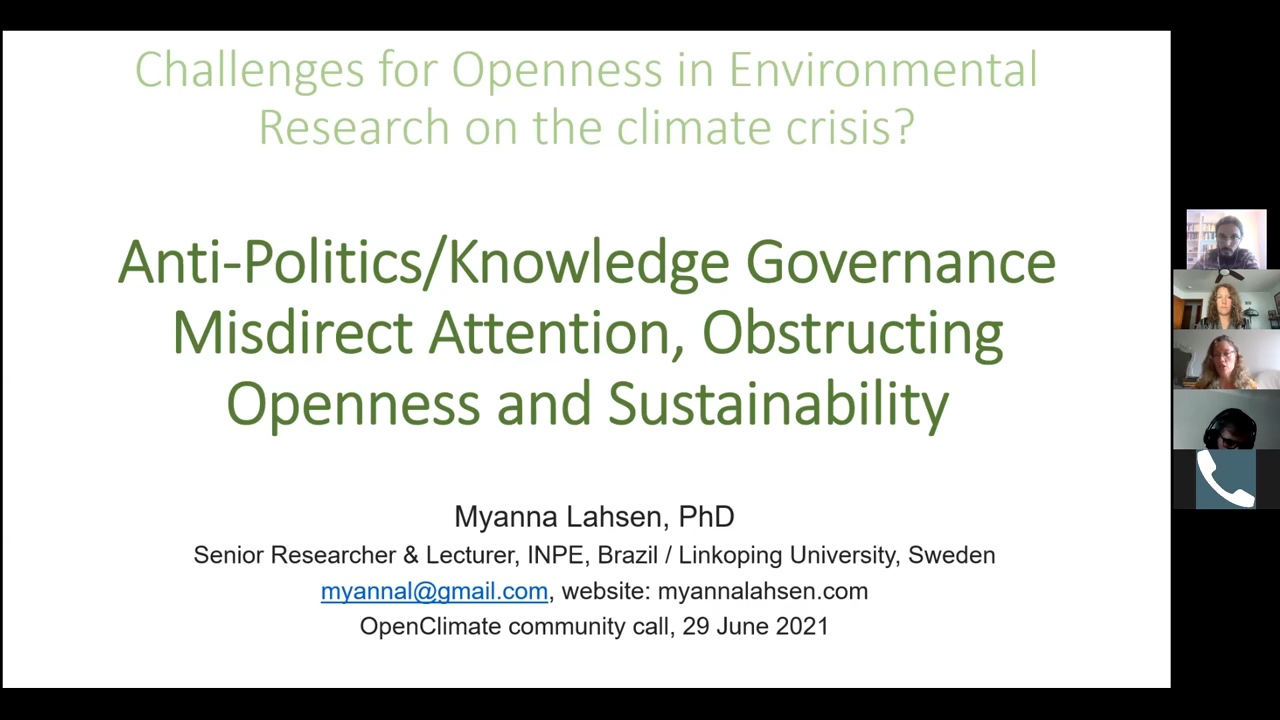 Challenges for Openness in Environmental
Research on the climate crisis?
Anti-Politics/Knowledge Governance
Misdirect Attention, Obstructing
Openness and Sustainability
Myanna Lahsen, PhD
Senior Researcher & Lecturer, INPE, Brazil / Linkoping University, Sweden
myannal@gmail.com, website: myannalahsen.com
OpenClimate community call, 29 June 2021